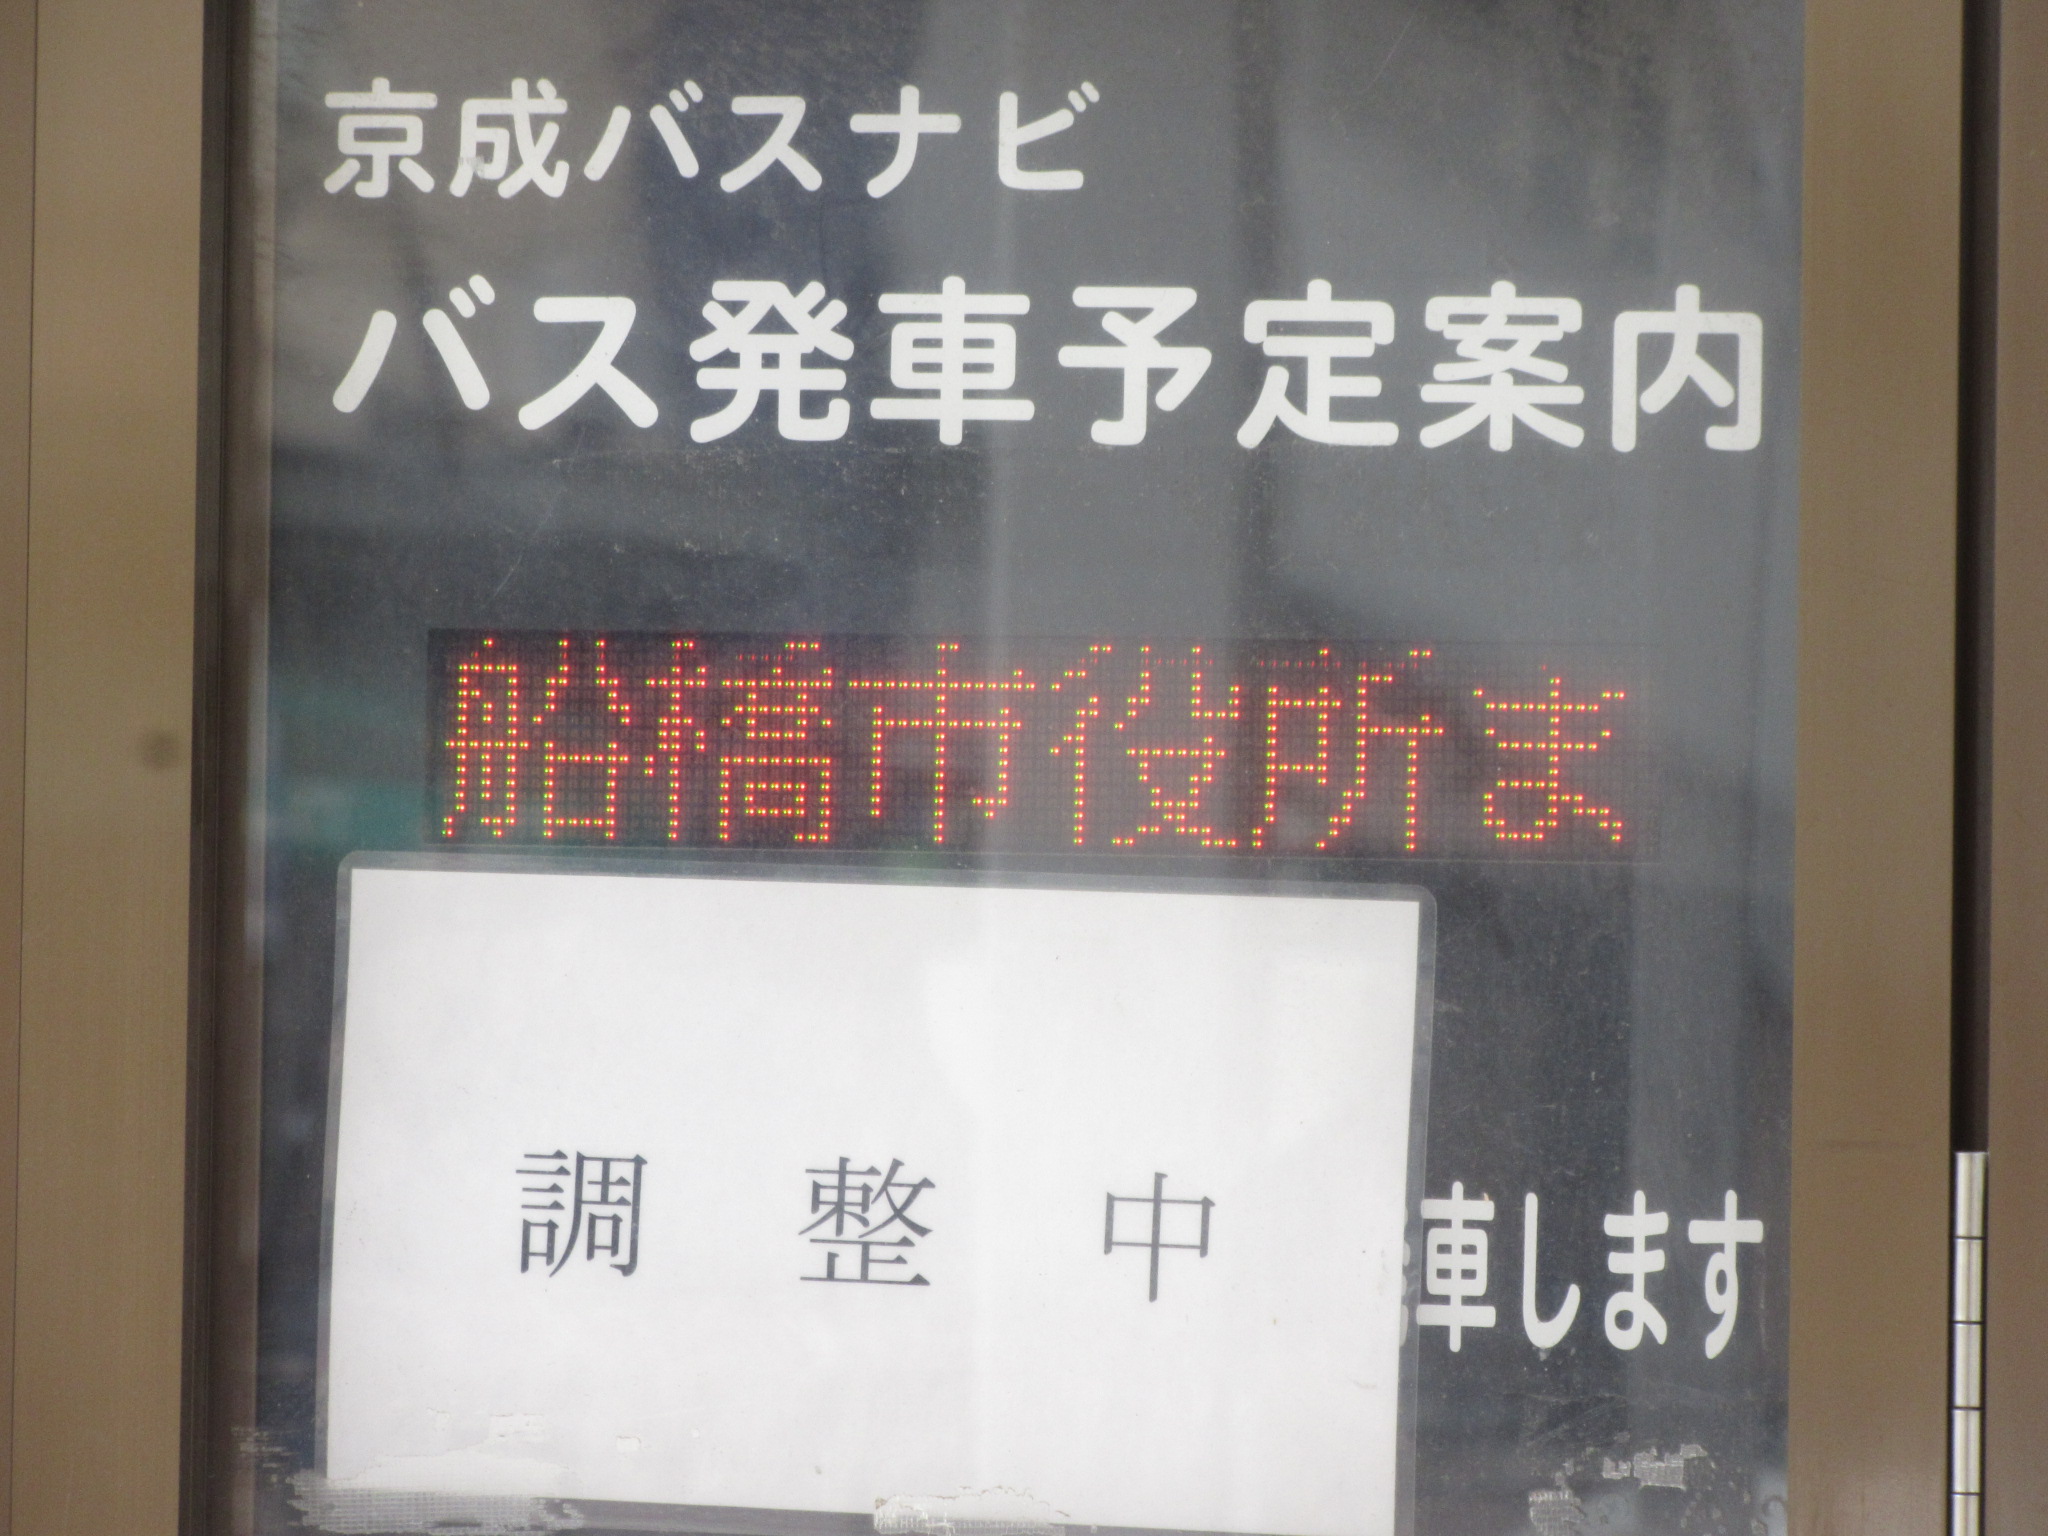 京成バスナビ
バス発車予定案内
船橋市役所ま
調整中
車します